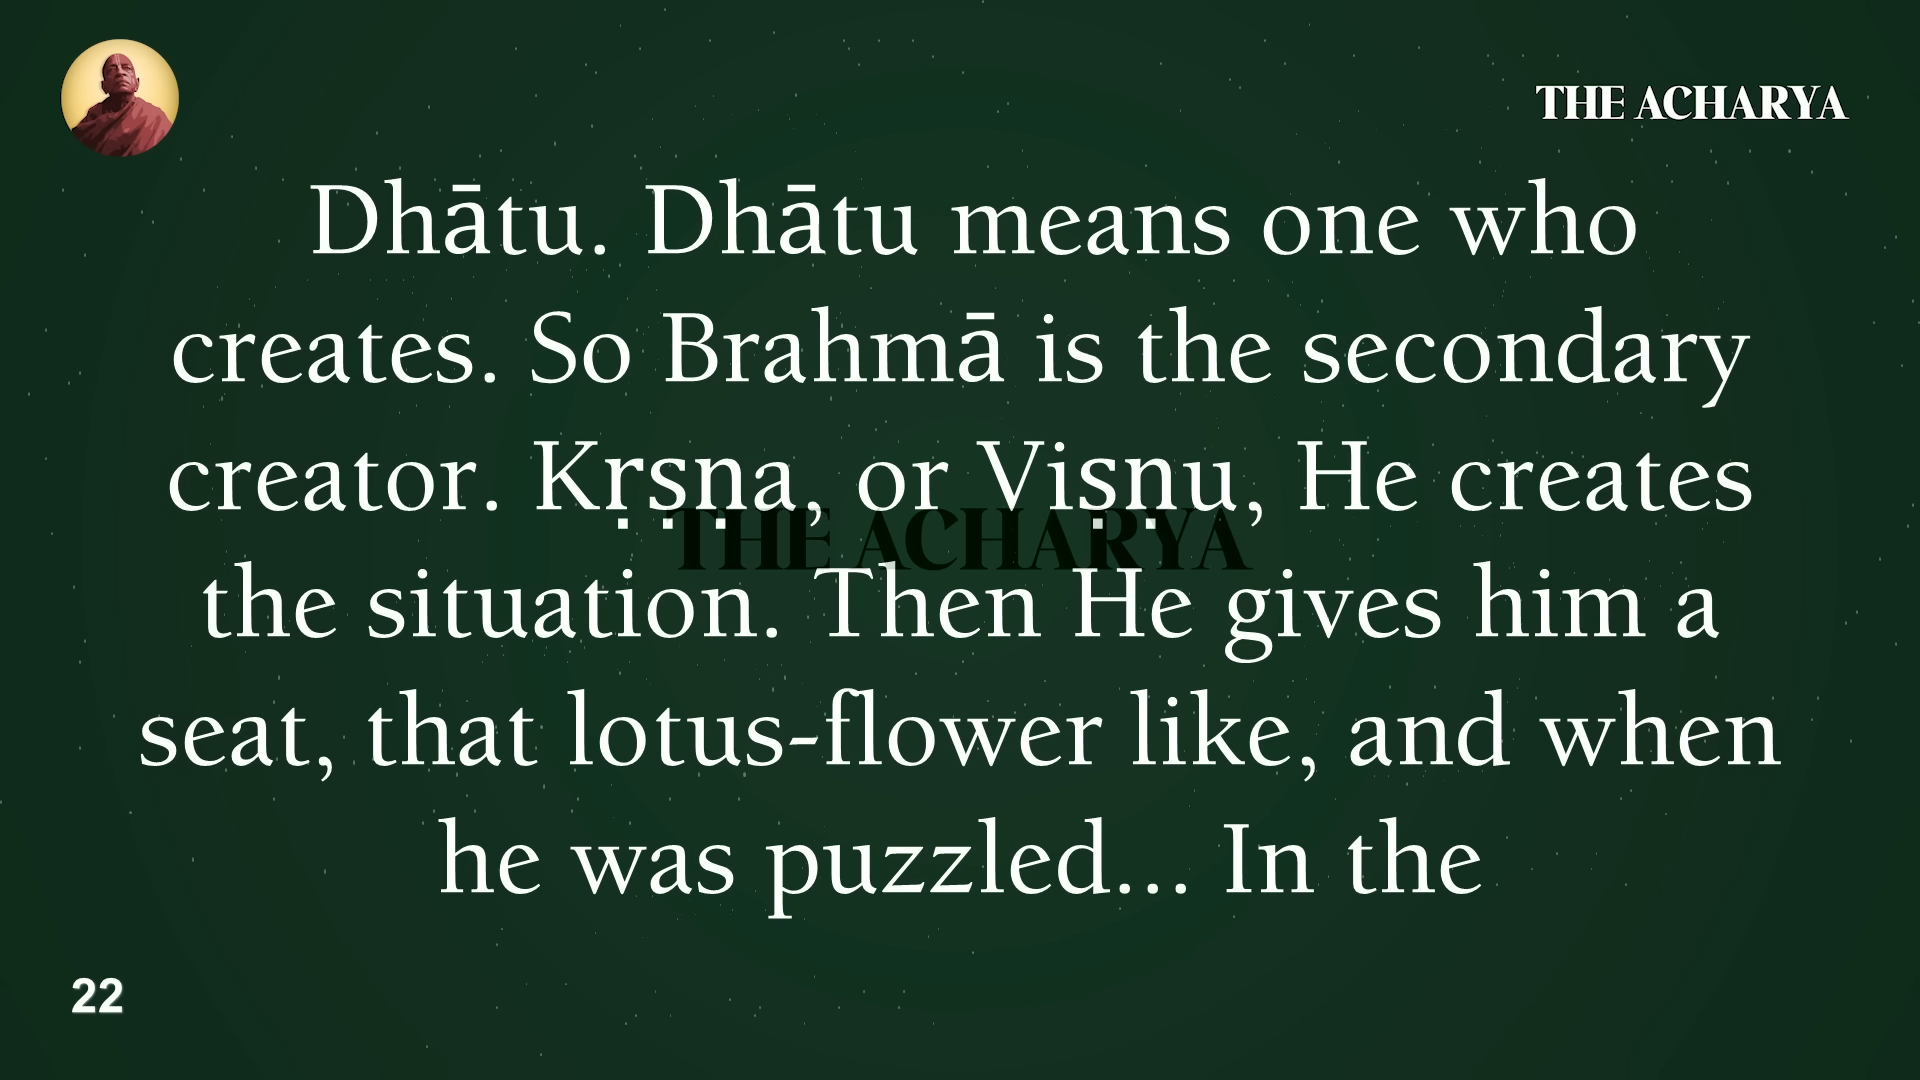 THE ACHARYA
Dhātu. Dhātu means one who
creates. So Brahmā is the secondary
creator. Kṛṣṇa, or Viṣṇu, He creates
THE ACHARYA
the situation. Then He gives him a
seat, that lotus-flower like, and when
he was puzzled... In the
22